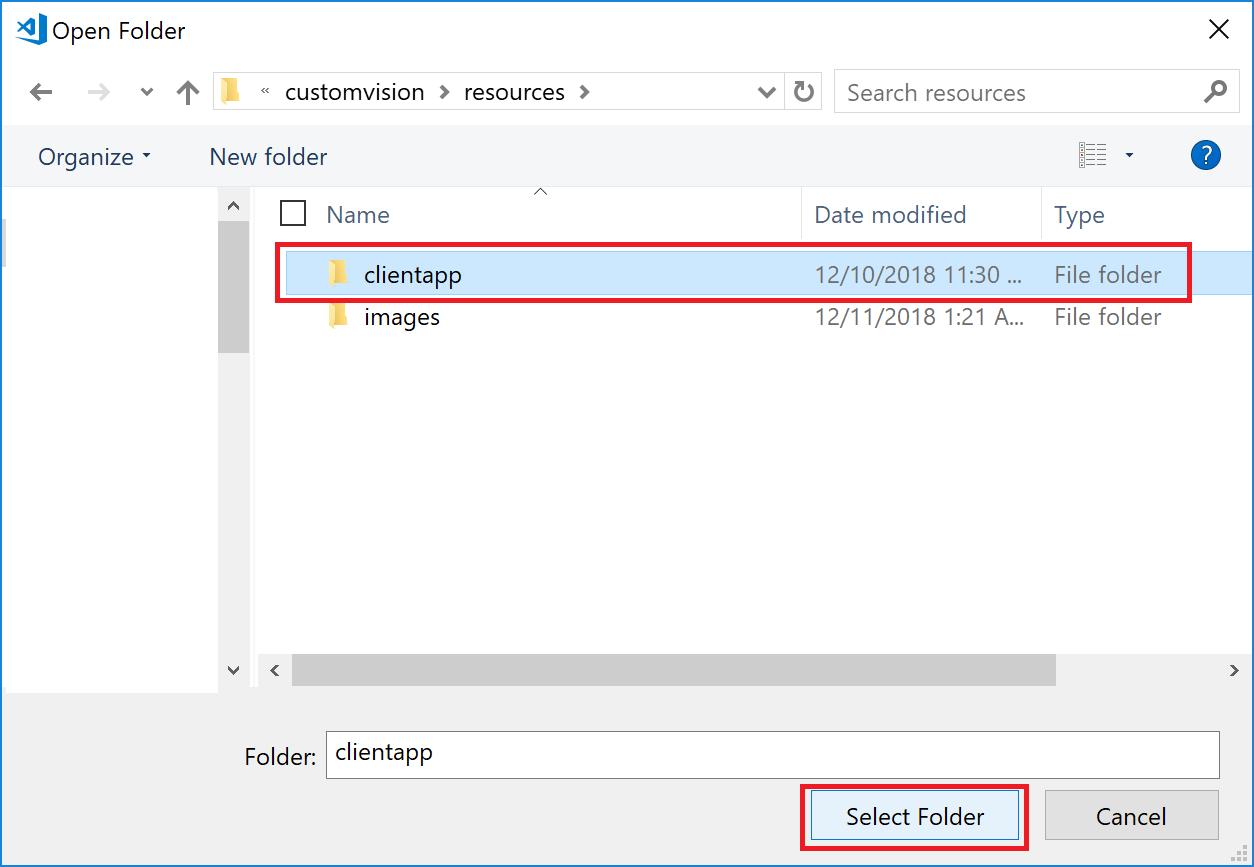 Open Folder
« customvision > resources > Search resources
Organize New folder ?
Name Date modified Type
clientapp 12/10/2018 11:30 ... File folder
images 12/11/2018 1:21 A... File folder
Folder: clientapp
Select Folder Cancel